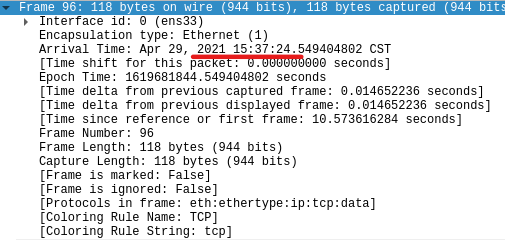 Frame 96: 118 bytes on wire (944 bits), 118 bytes captured (944 bits
Interface id: 0 (ens33)
Encapsulation type: Ethernet (1)
Arrival Time: Apr 29, 2021 15:37:24.549404802 CST
[Time shift for this packet: 0.000000000 seconds]
Epoch Time: 1619681844.549404802 seconds
[Time delta from previous captured frame: 0.014652236 seconds]
[Time delta from previous displayed frame: 0.014652236 seconds]
[Time since reference or first frame: 10.573616284 seconds]
Frame Number: 96
Frame Length: 118 bytes (944 bits)
Capture Length: 118 bytes (944 bits)
[Frame is marked: False]
[Frame is ignored: False]
[Protocols in frame: eth:ethertype:ip:tcp:data]
[Coloring Rule Name: TCP]
[Coloring Rule String: tcp]